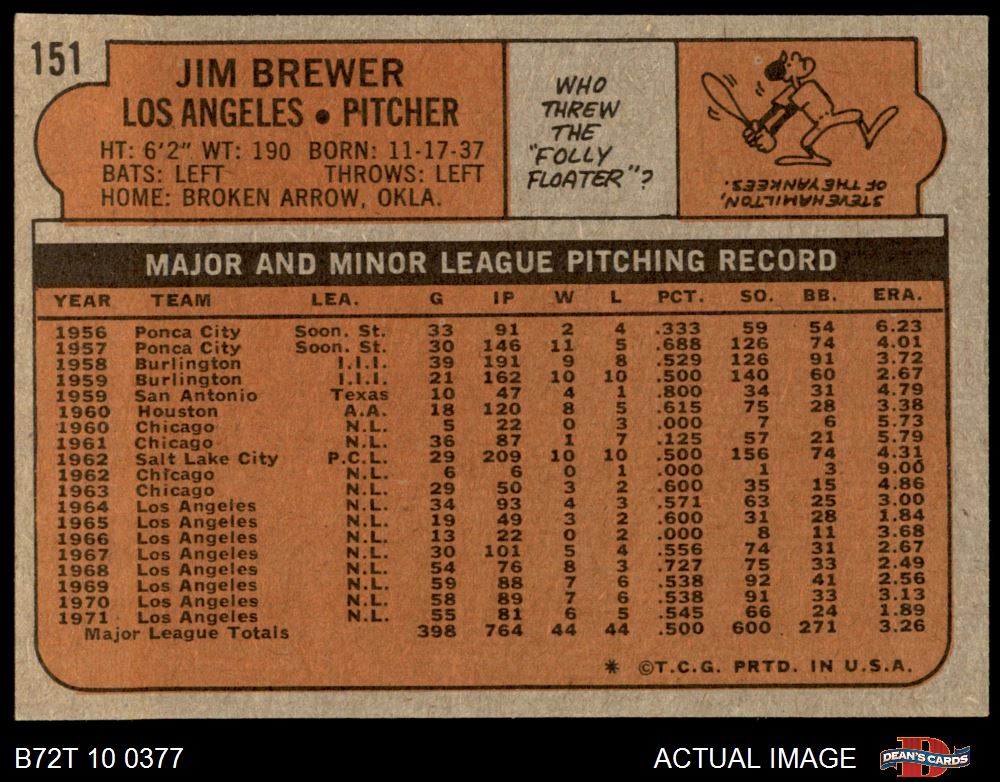 151
JIM BREWER
LOS ANGELES • PITCHER
HT: 6'2" WT: 190 BORN: 11-17-37
BATS: LEFT THROWS: LEFT
HOME: BROKEN ARROW, OKLA.
WHO
THREW
THE
"FOLLY
FLOATER"?
STEVE HAMILTON,
OF THE YANKEES.
MAJOR AND MINOR LEAGUE PITCHING RECORD
YEAR TEAM LEA. G IP W L PCT. SO. BB. ERA.
1956 Ponca City Soon. St. 33 91 2 4 .333 59 54 6.23
1957 Ponca City Soon. St. 30 146 11 5 .688 126 74 4.01
1958 Burlington I.I.I. 39 191 9 8 .529 126 91 3.72
1959 Burlington I.I.I. 21 162 10 10 .500 140 60 2.67
1959 San Antonio Texas 10 47 4 1 .800 34 31 4.79
1960 Houston A.A. 18 120 8 5 .615 75 28 3.38
1960 Chicago N.L. 5 22 0 3 .000 7 6 5.73
1961 Chicago N.L. 36 87 1 7 .125 57 21 5.79
1962 Salt Lake City P.C.L. 29 209 10 10 .500 156 74 4.31
1962 Chicago N.L. 6 6 0 1 .000 1 3 9.00
1963 Chicago N.L. 29 50 3 2 .600 35 15 4.86
1964 Los Angeles N.L. 34 93 4 3 .571 63 25 3.00
1965 Los Angeles N.L. 19 49 3 2 .600 31 28 1.84
1966 Los Angeles N.L. 13 22 0 2 .000 8 11 3.68
1967 Los Angeles N.L. 30 101 5 4 .556 74 31 2.67
1968 Los Angeles N.L. 54 76 8 3 .727 75 33 2.49
1969 Los Angeles N.L. 59 88 7 6 .538 92 41 2.56
1970 Los Angeles N.L. 58 89 7 6 .538 91 33 3.13
1971 Los Angeles N.L. 55 81 6 5 .545 66 24 1.89
Major League Totals 398 764 44 44 .500 600 271 3.26
* ©T.C.G. PRTD. IN U.S.A.
B72T 10 0377 ACTUAL IMAGE DEAN'S CARDS